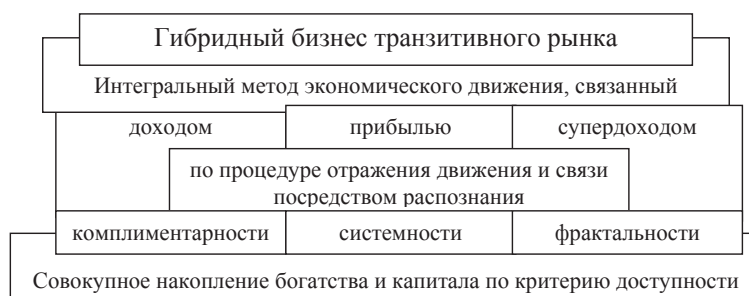 Гибридный бизнес транзитивного рынка
Интегральный метод экономического движения, связанный
доходом прибылью супердоходом
по процедуре отражения движения и связи
посредством распознания
комплиментарности системности фрактальности
Совокупное накопление богатства и капитала по критерию доступности